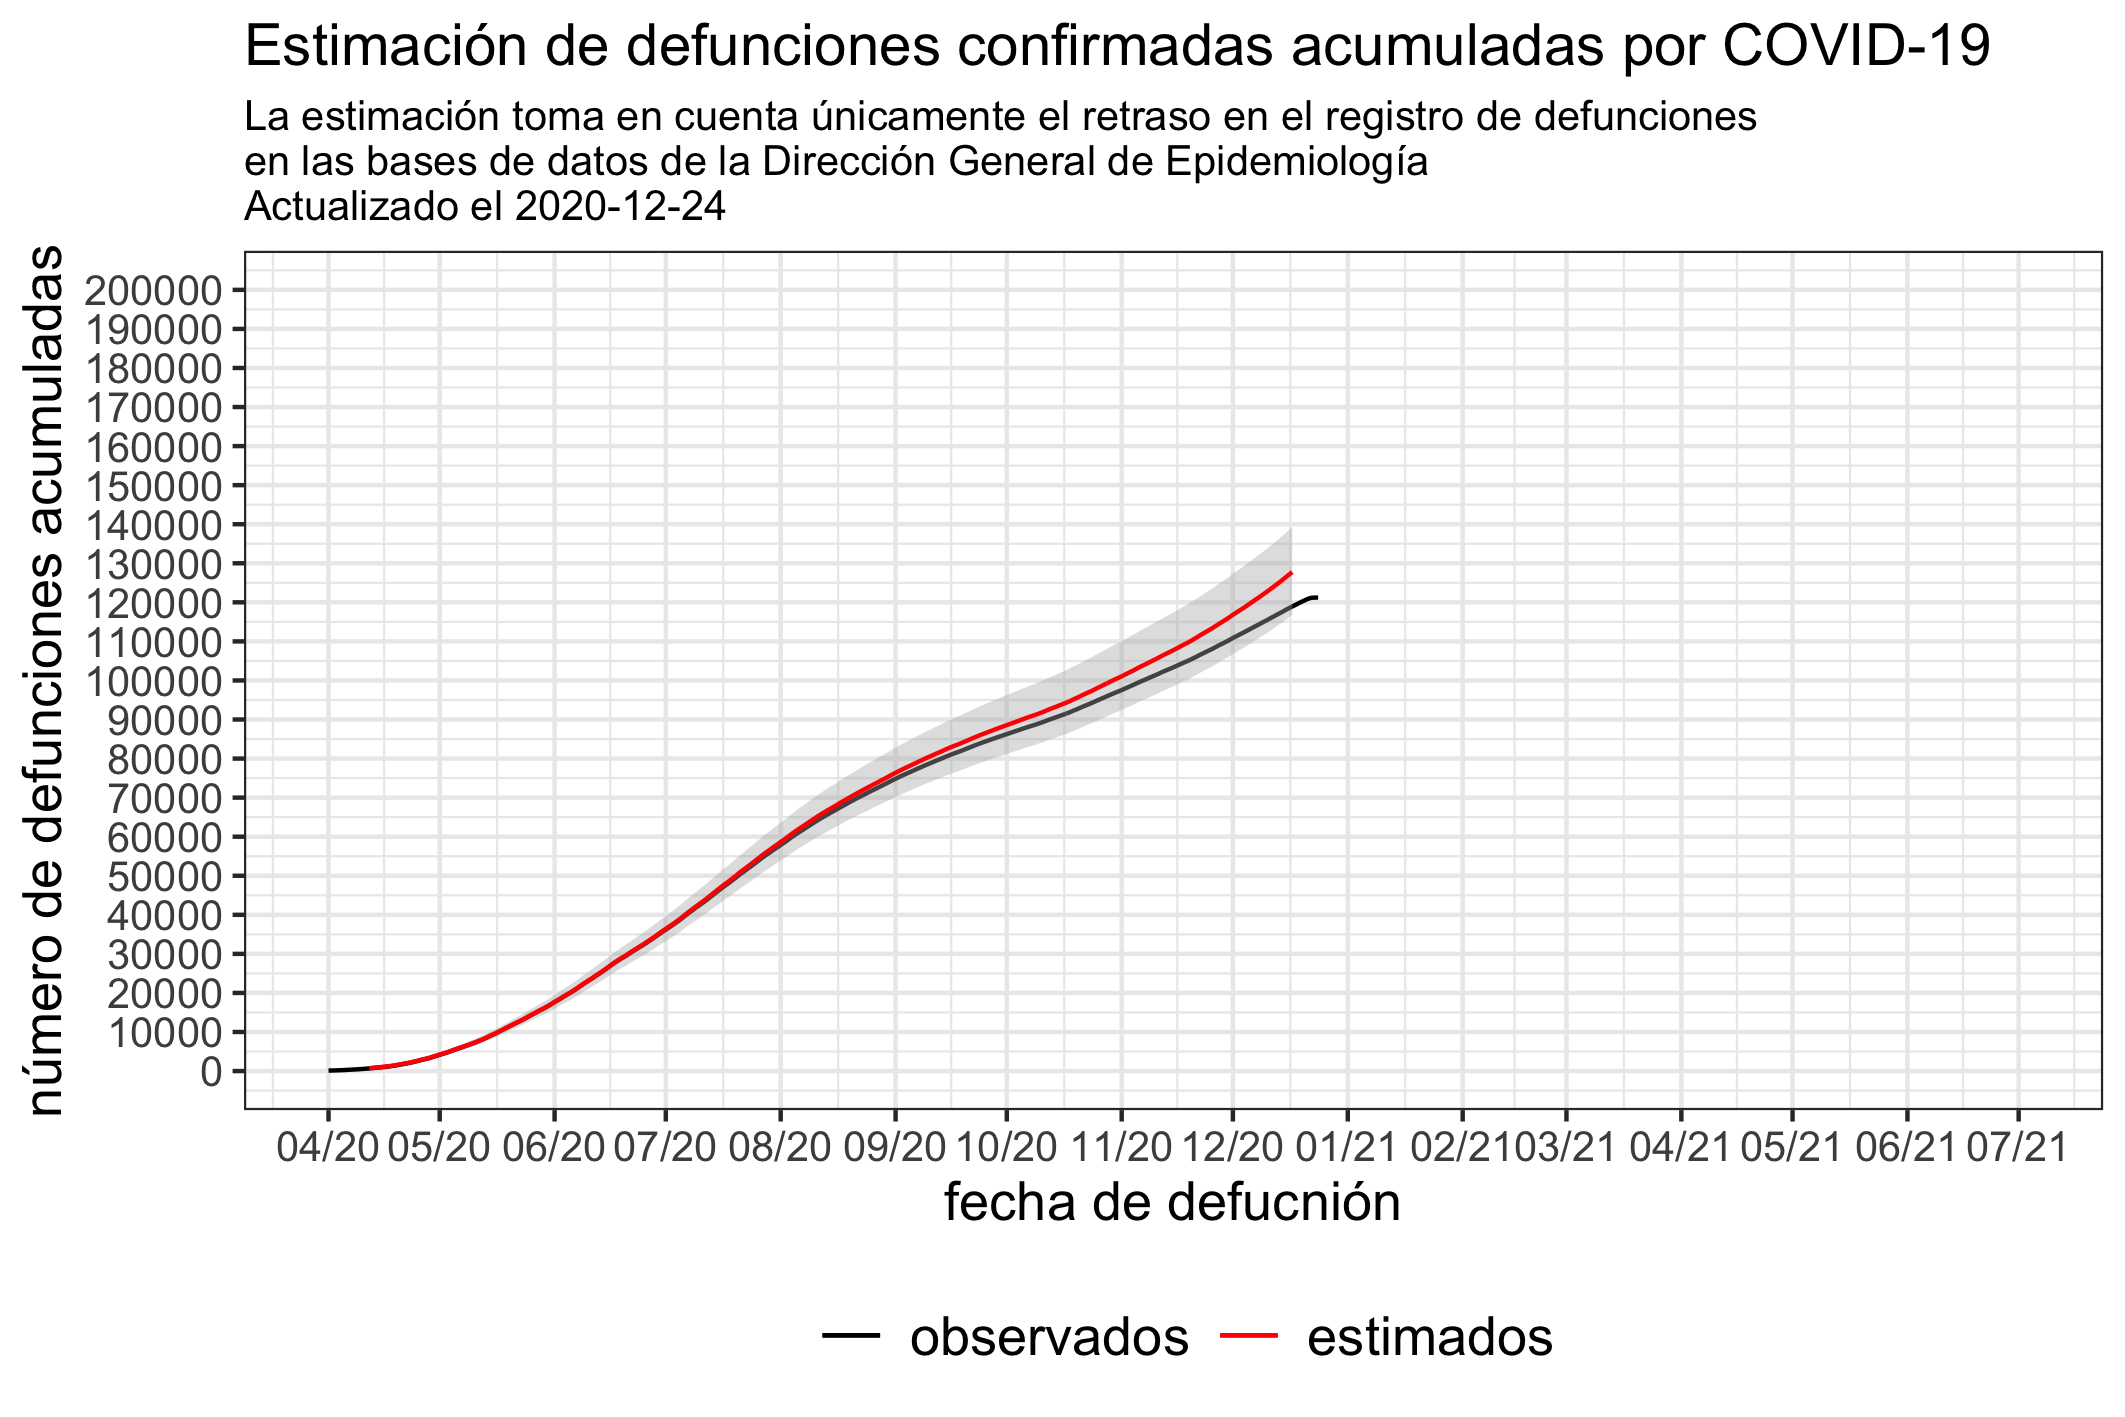 Estimación de defunciones confirmadas acumuladas por COVID-19
La estimación toma en cuenta únicamente el retraso en el registro de defunciones
en las bases de datos de la Dirección General de Epidemiología
Actualizado el 2020-12-24
número de defunciones acumuladas
200000
190000
180000
170000
160000
150000
140000
130000
120000
110000
100000
90000
80000
70000
60000
50000
40000
30000
20000
10000
0
04/20 05/20 06/20 07/20 08/20 09/20 10/20 11/20 12/20 01/21 02/21 03/21 04/21 05/21 06/21 07/21
fecha de defucnión
observados estimados